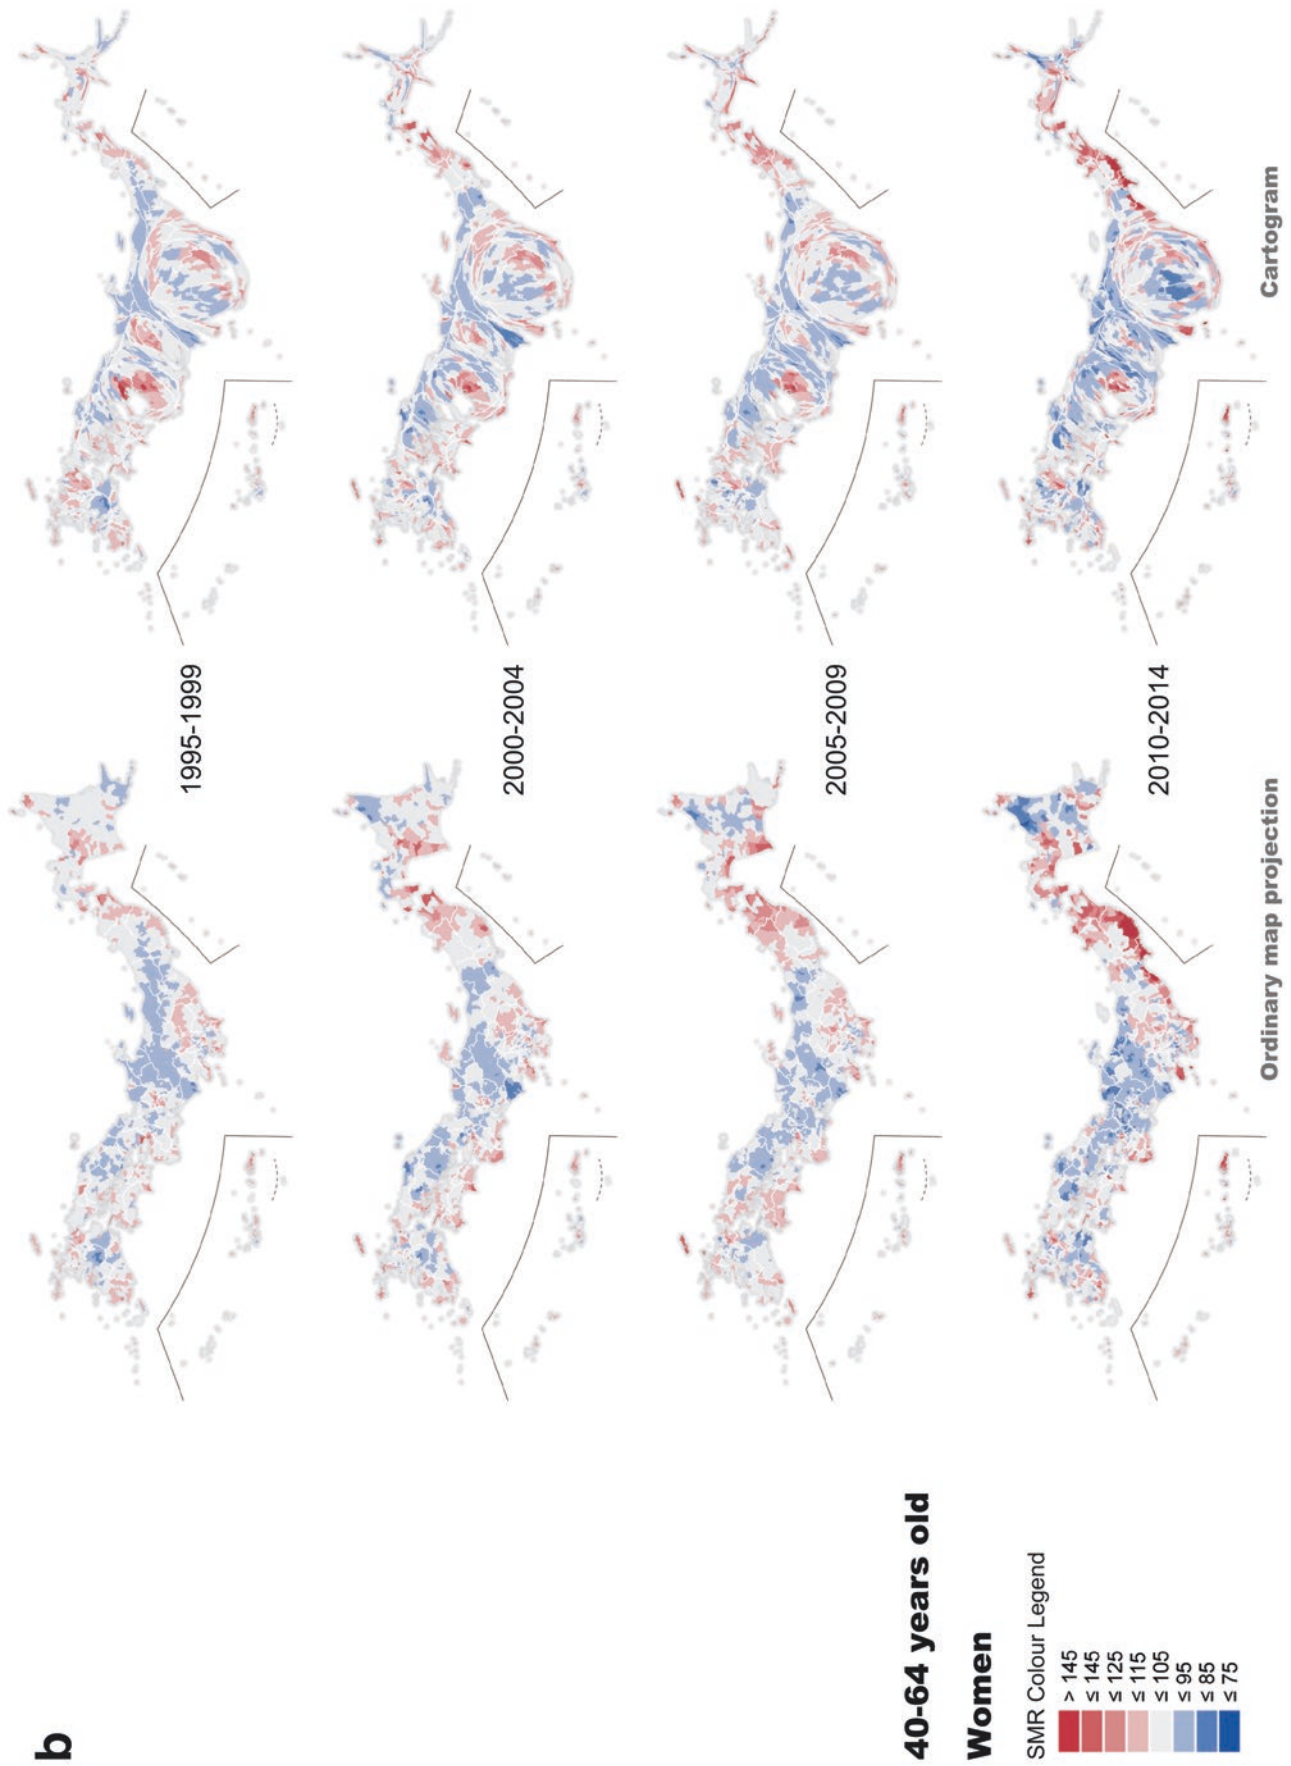 b
40-64 years old
Women
SMR Colour Legend
> 145
≤ 145
≤ 125
≤ 115
≤ 105
≤ 95
≤ 85
≤ 75
1995-1999
2000-2004
2005-2009
2010-2014
Ordinary map projection
Cartogram